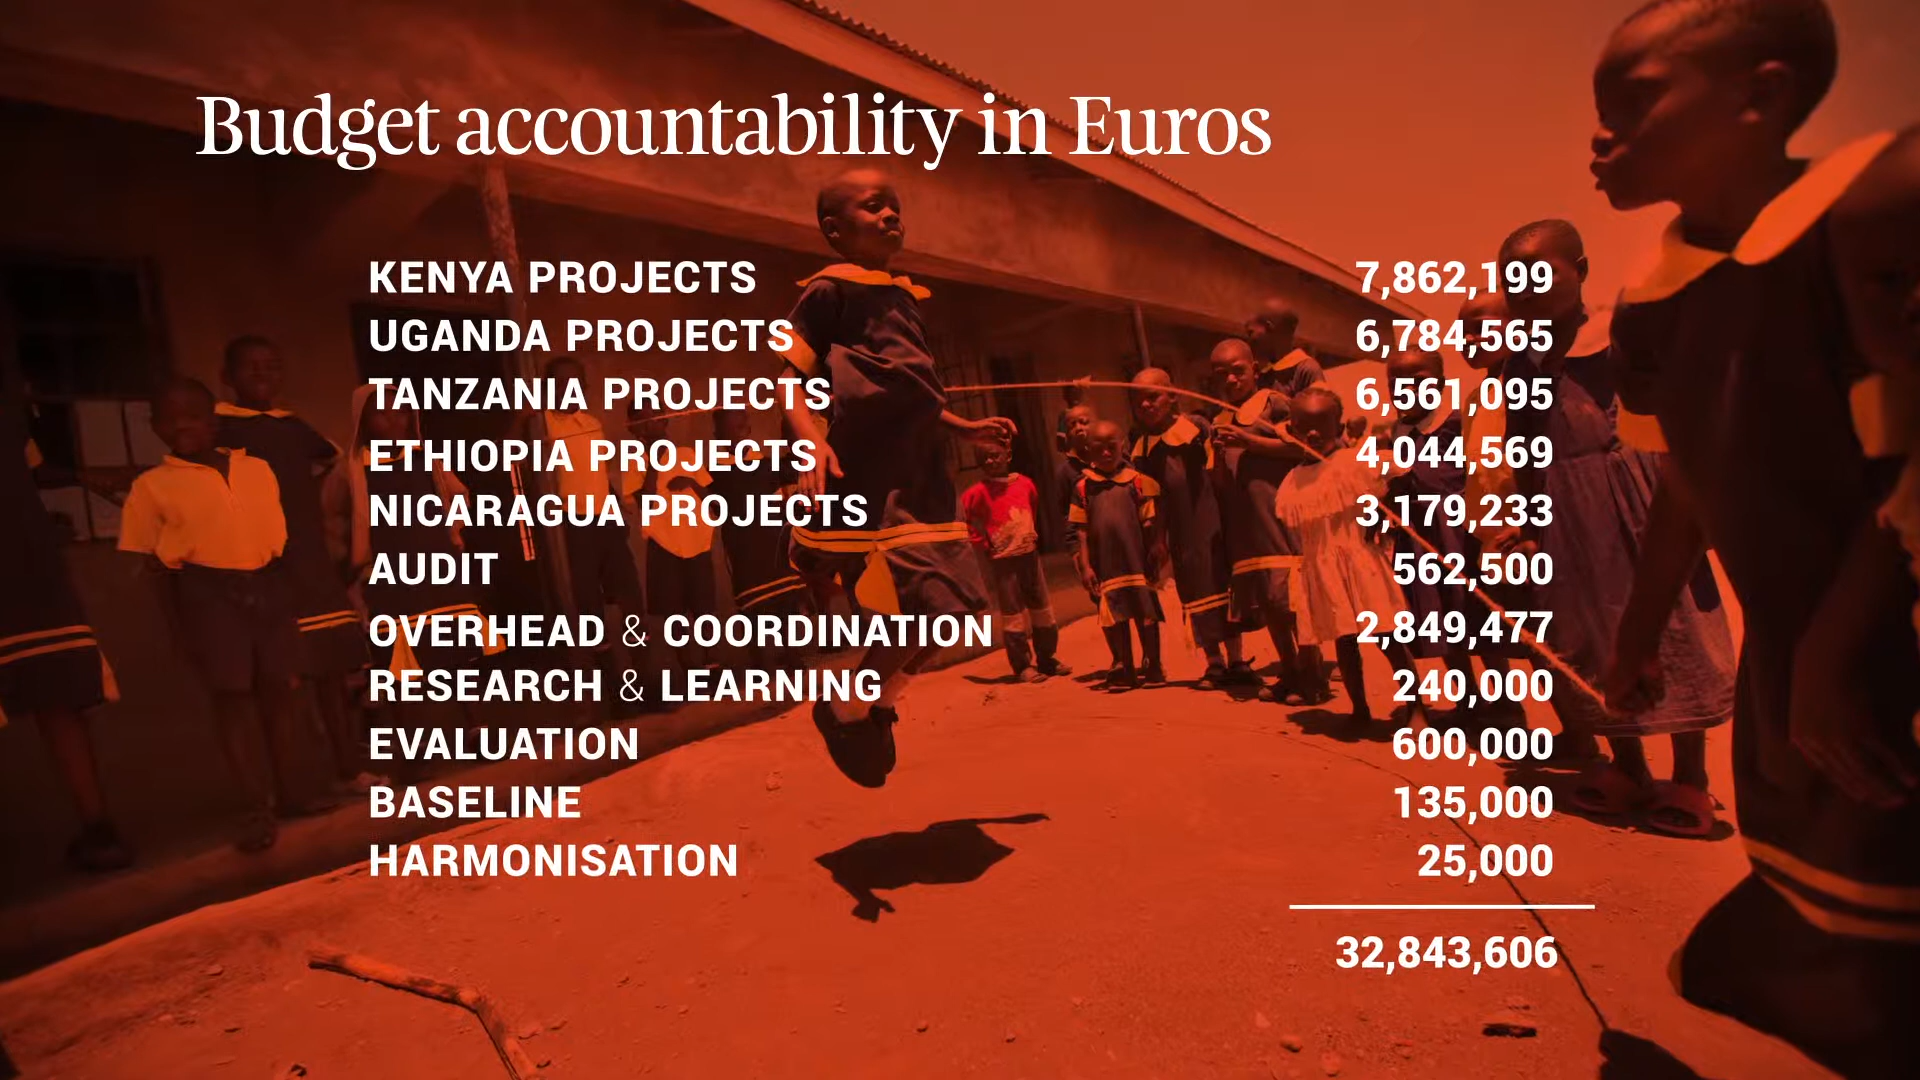 Budget accountability in Euros
KENYA PROJECTS 7,862,199
UGANDA PROJECTS 6,784,565
TANZANIA PROJECTS 6,561,095
ETHIOPIA PROJECTS 4,044,569
NICARAGUA PROJECTS 3,179,233
AUDIT 562,500
OVERHEAD & COORDINATION 2,849,477
RESEARCH & LEARNING 240,000
EVALUATION 600,000
BASELINE 135,000
HARMONISATION 25,000
32,843,606